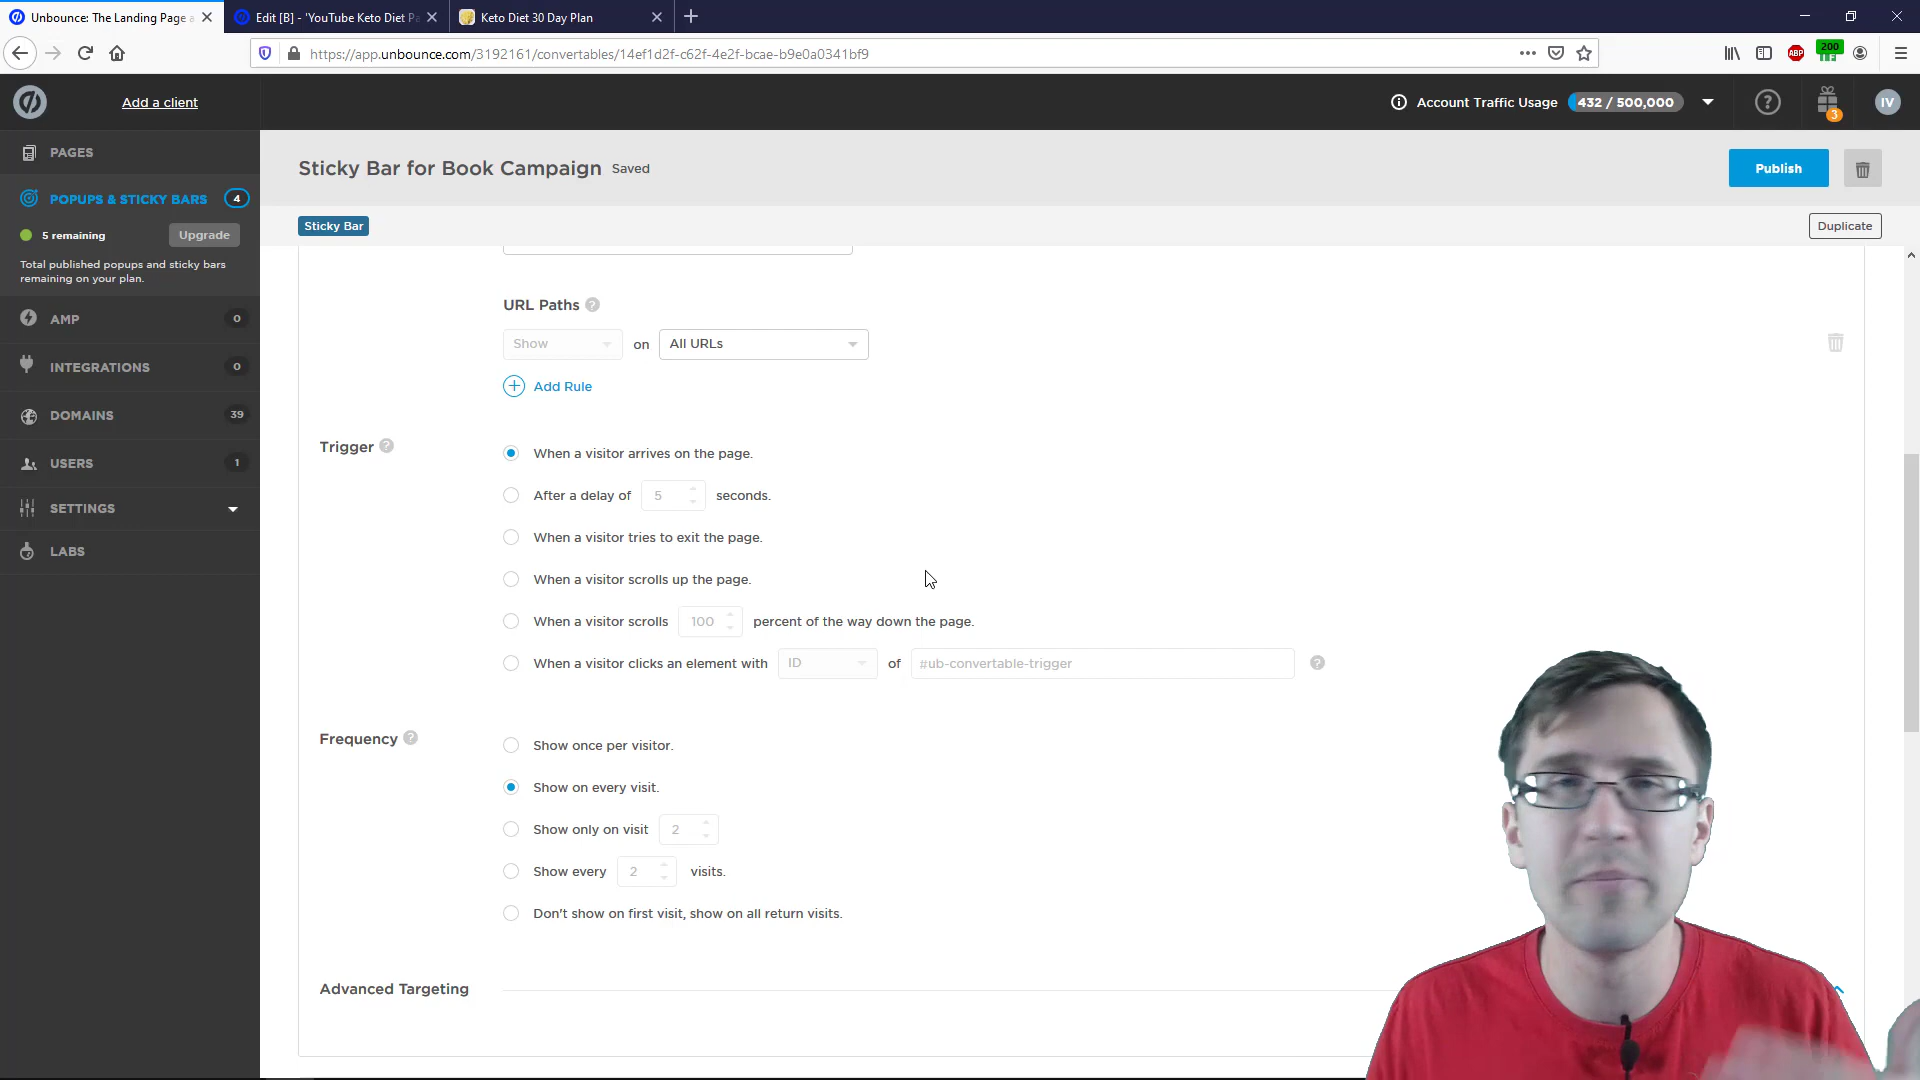 Unbounce: The Landing Page a
Edit [B] - 'YouTube Keto Diet Pa
Keto Diet 30 Day Plan
https://app.unbounce.com/3192161/convertables/14ef1d2f-c62f-4e2f-bcae-b9e0a0341bf9
ABP
200
Add a client
Account Traffic Usage
432 / 500,000
?
3
IV
PAGES
POPUPS & STICKY BARS
4
5 remaining
Upgrade
Total published popups and sticky bars
remaining on your plan.
AMP
0
INTEGRATIONS
0
DOMAINS
39
USERS
1
SETTINGS
LABS
Sticky Bar for Book Campaign
Saved
Publish
Sticky Bar
Duplicate
URL Paths ?
Show
on
All URLs
Add Rule
Trigger ?
When a visitor arrives on the page.
After a delay of 5 seconds.
When a visitor tries to exit the page.
When a visitor scrolls up the page.
When a visitor scrolls 100 percent of the way down the page.
When a visitor clicks an element with ID of #ub-convertable-trigger ?
Frequency ?
Show once per visitor.
Show on every visit.
Show only on visit 2
Show every 2 visits.
Don't show on first visit, show on all return visits.
Advanced Targeting